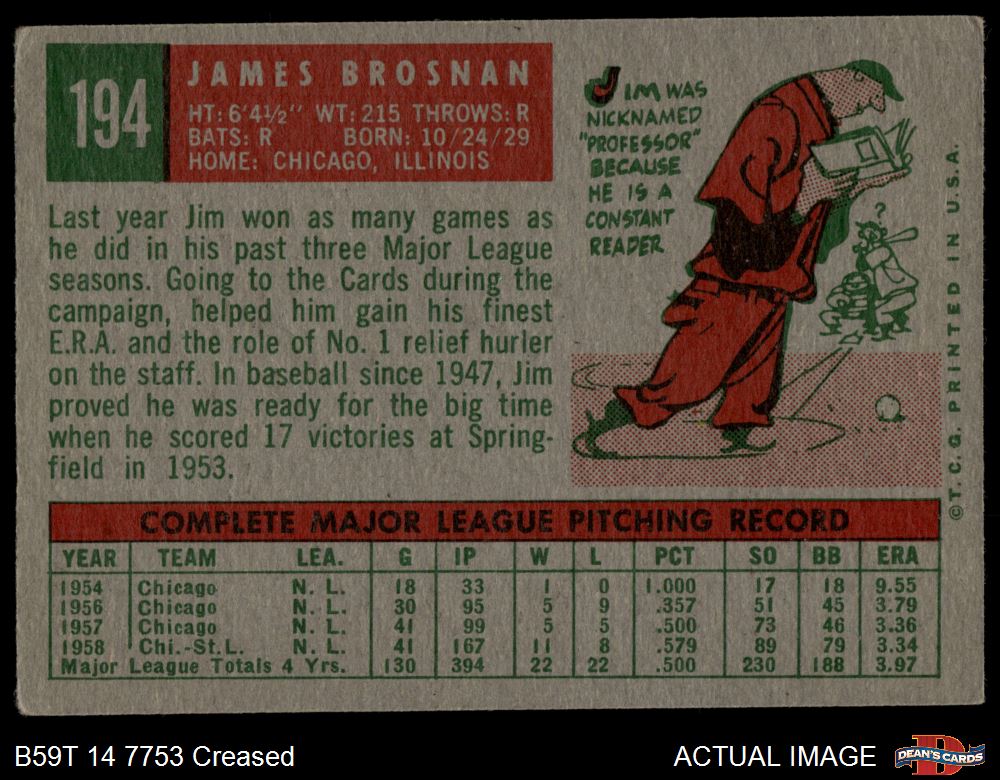 194
JAMES BROSNAN
HT: 6'4½" WT: 215 THROWS: R
BATS: R BORN: 10/24/29
HOME: CHICAGO, ILLINOIS
JIM WAS
NICKNAMED
"PROFESSOR"
BECAUSE
HE IS A
CONSTANT
READER
?
Last year Jim won as many games as
he did in his past three Major League
seasons. Going to the Cards during the
campaign, helped him gain his finest
E.R.A. and the role of No. 1 relief hurler
on the staff. In baseball since 1947, Jim
proved he was ready for the big time
when he scored 17 victories at Spring-
field in 1953.
© T. C. G. PRINTED IN U.S.A.
COMPLETE MAJOR LEAGUE PITCHING RECORD
YEAR TEAM LEA. G IP W L PCT SO BB ERA
1954 Chicago N. L. 18 33 1 0 1.000 17 18 9.55
1956 Chicago N. L. 30 95 5 9 .357 51 45 3.79
1957 Chicago N. L. 41 99 5 5 .500 73 46 3.36
1958 Chi.-St.L. N. L. 41 167 11 8 .579 89 79 3.34
Major League Totals 4 Yrs. 130 394 22 22 .500 230 188 3.97
B59T 14 7753 Creased
ACTUAL IMAGE
DEAN'S CARDS